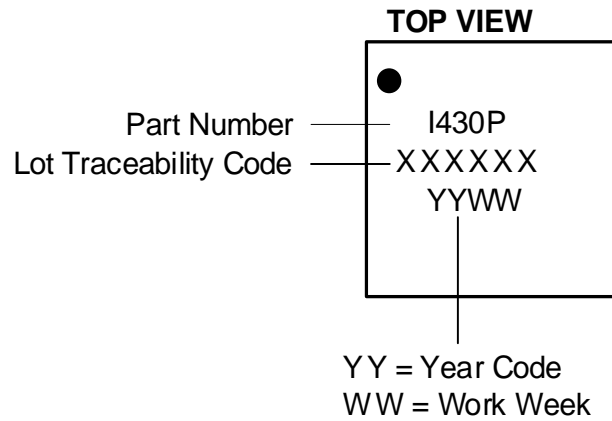 TOP VIEW
Part Number
I430P
Lot Traceability Code
XXXXXX
YYWW
YY = Year Code
WW = Work Week